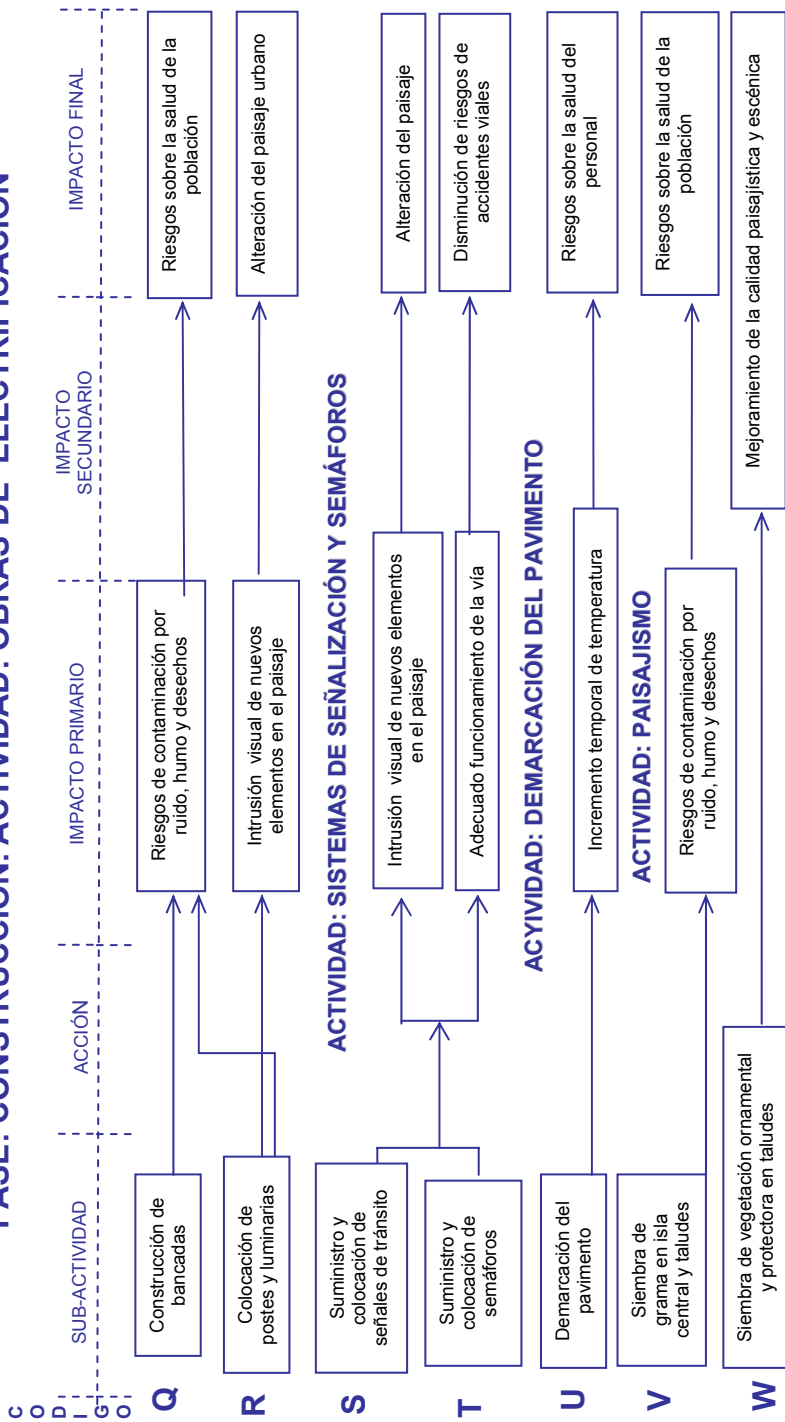 FASE: CONSTRUCCIÓN. ACTIVIDAD: OBRAS DE ELECTRIFICACIÓN
CODIGO
SUB-ACTIVIDAD
ACCIÓN
IMPACTO PRIMARIO
IMPACTO
SECUNDARIO
IMPACTO FINAL
Q
Construcción de
bancadas
Riesgos de contaminación por
ruido, humo y desechos
Riesgos sobre la salud de la
población
R
Colocación de
postes y luminarias
Intrusión visual de nuevos
elementos en el paisaje
Alteración del paisaje urbano
ACTIVIDAD: SISTEMAS DE SEÑALIZACIÓN Y SEMÁFOROS
S
Suministro y
colocación de
señales de tránsito
Intrusión visual de nuevos elementos
en el paisaje
Alteración del paisaje
T
Suministro y
colocación de
semáforos
Adecuado funcionamiento de la vía
Disminución de riesgos de
accidentes viales
ACYIVIDAD: DEMARCACIÓN DEL PAVIMENTO
U
Demarcación del
pavimento
Incremento temporal de temperatura
Riesgos sobre la salud del
personal
ACTIVIDAD: PAISAJISMO
V
Siembra de
grama en isla
central y taludes
Riesgos de contaminación por
ruido, humo y desechos
Riesgos sobre la salud de la
población
W
Siembra de vegetación ornamental
y protectora en taludes
Mejoramiento de la calidad paisajística y escénica